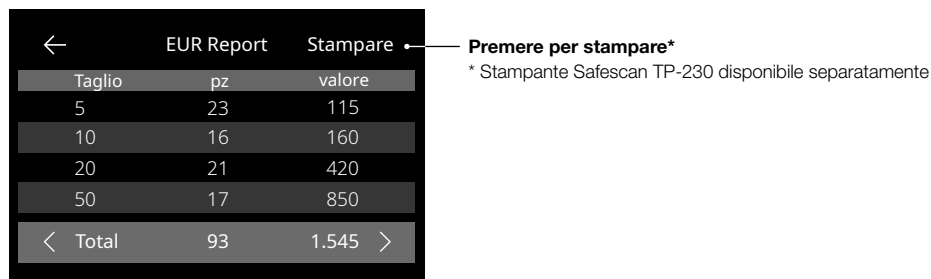 EUR Report Stampare
Premere per stampare*
* Stampante Safescan TP-230 disponibile separatamente
Taglio pz valore
5 23 115
10 16 160
20 21 420
50 17 850
Total 93 1.545